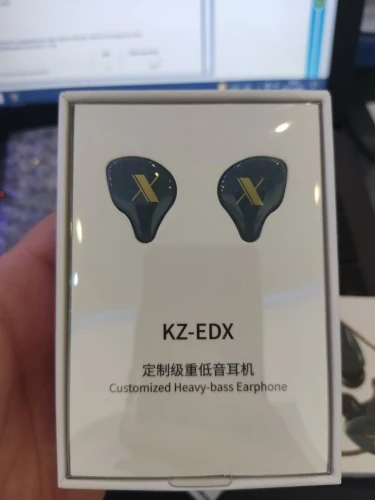 X X
KZ-EDX
定制级重低音耳机
Customized Heavy-bass Earphone